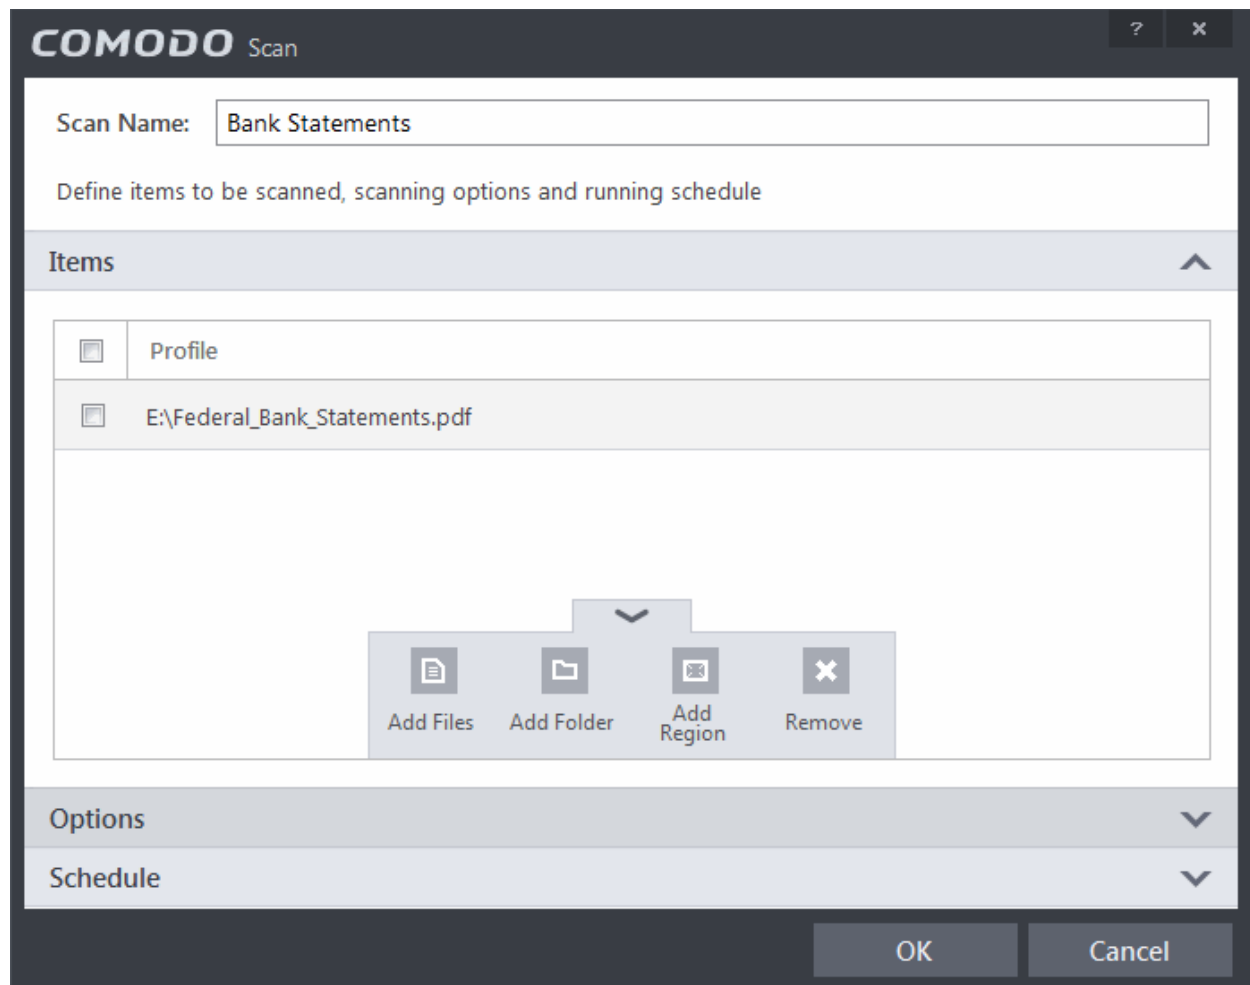 COMODO Scan
? ×
Scan Name: Bank Statements
Define items to be scanned, scanning options and running schedule
Items
Profile
E:\Federal_Bank_Statements.pdf
Add Files Add Folder Add Region Remove
Options
Schedule
OK Cancel